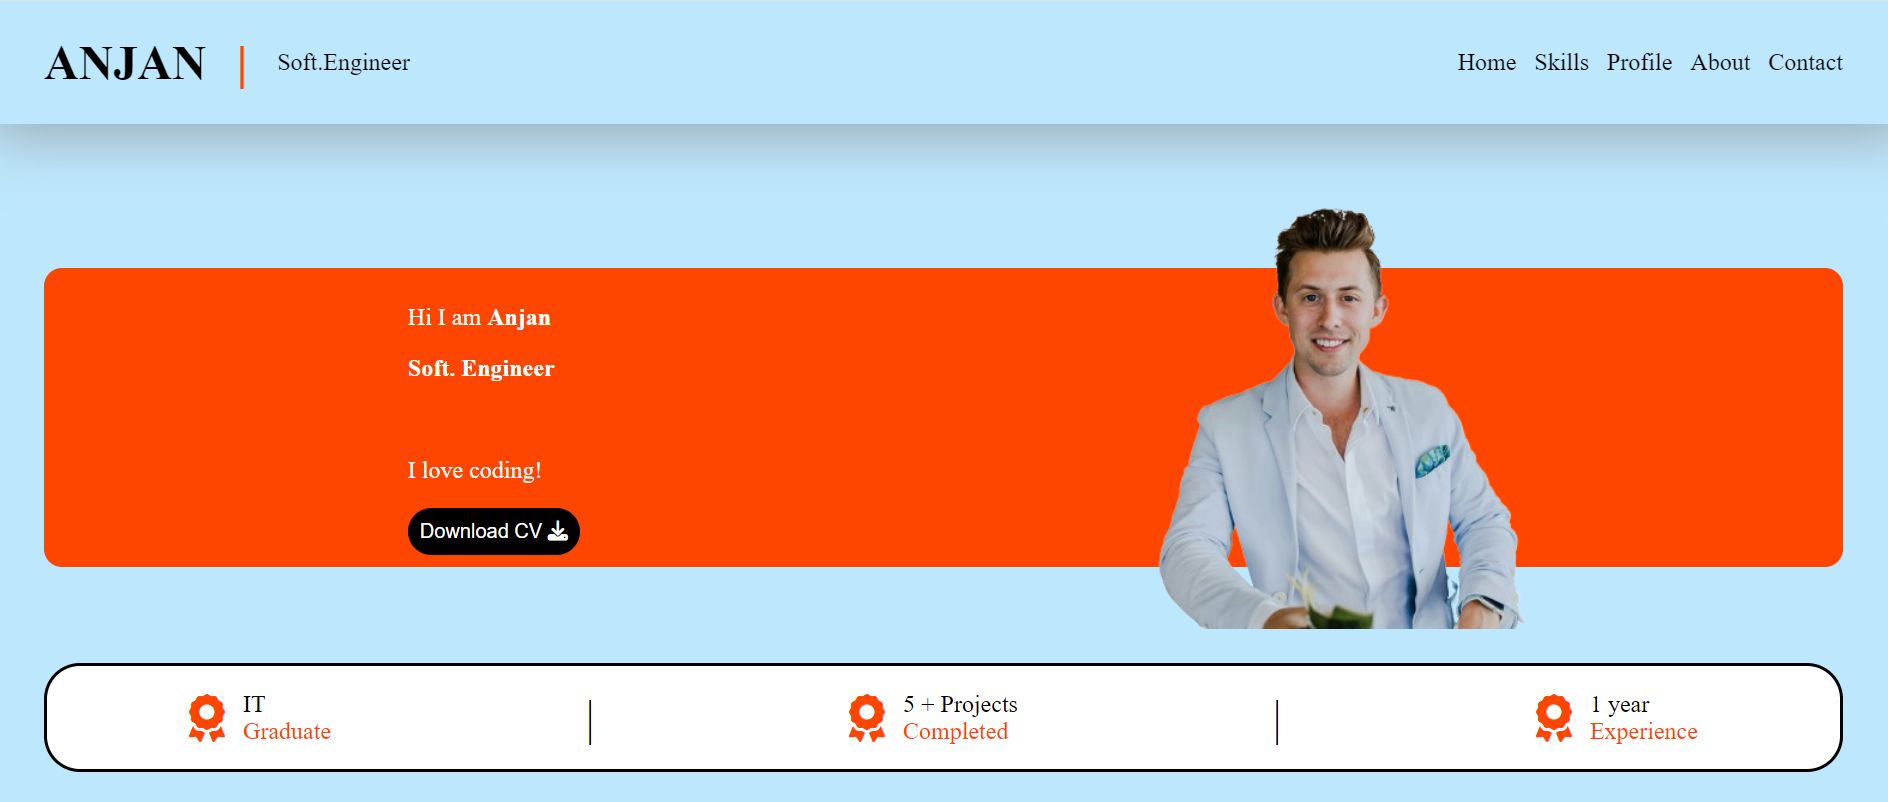 ANJAN | Soft.Engineer
Home Skills Profile About Contact
Hi I am Anjan
Soft. Engineer
I love coding!
Download CV
IT
Graduate
5 + Projects
Completed
1 year
Experience